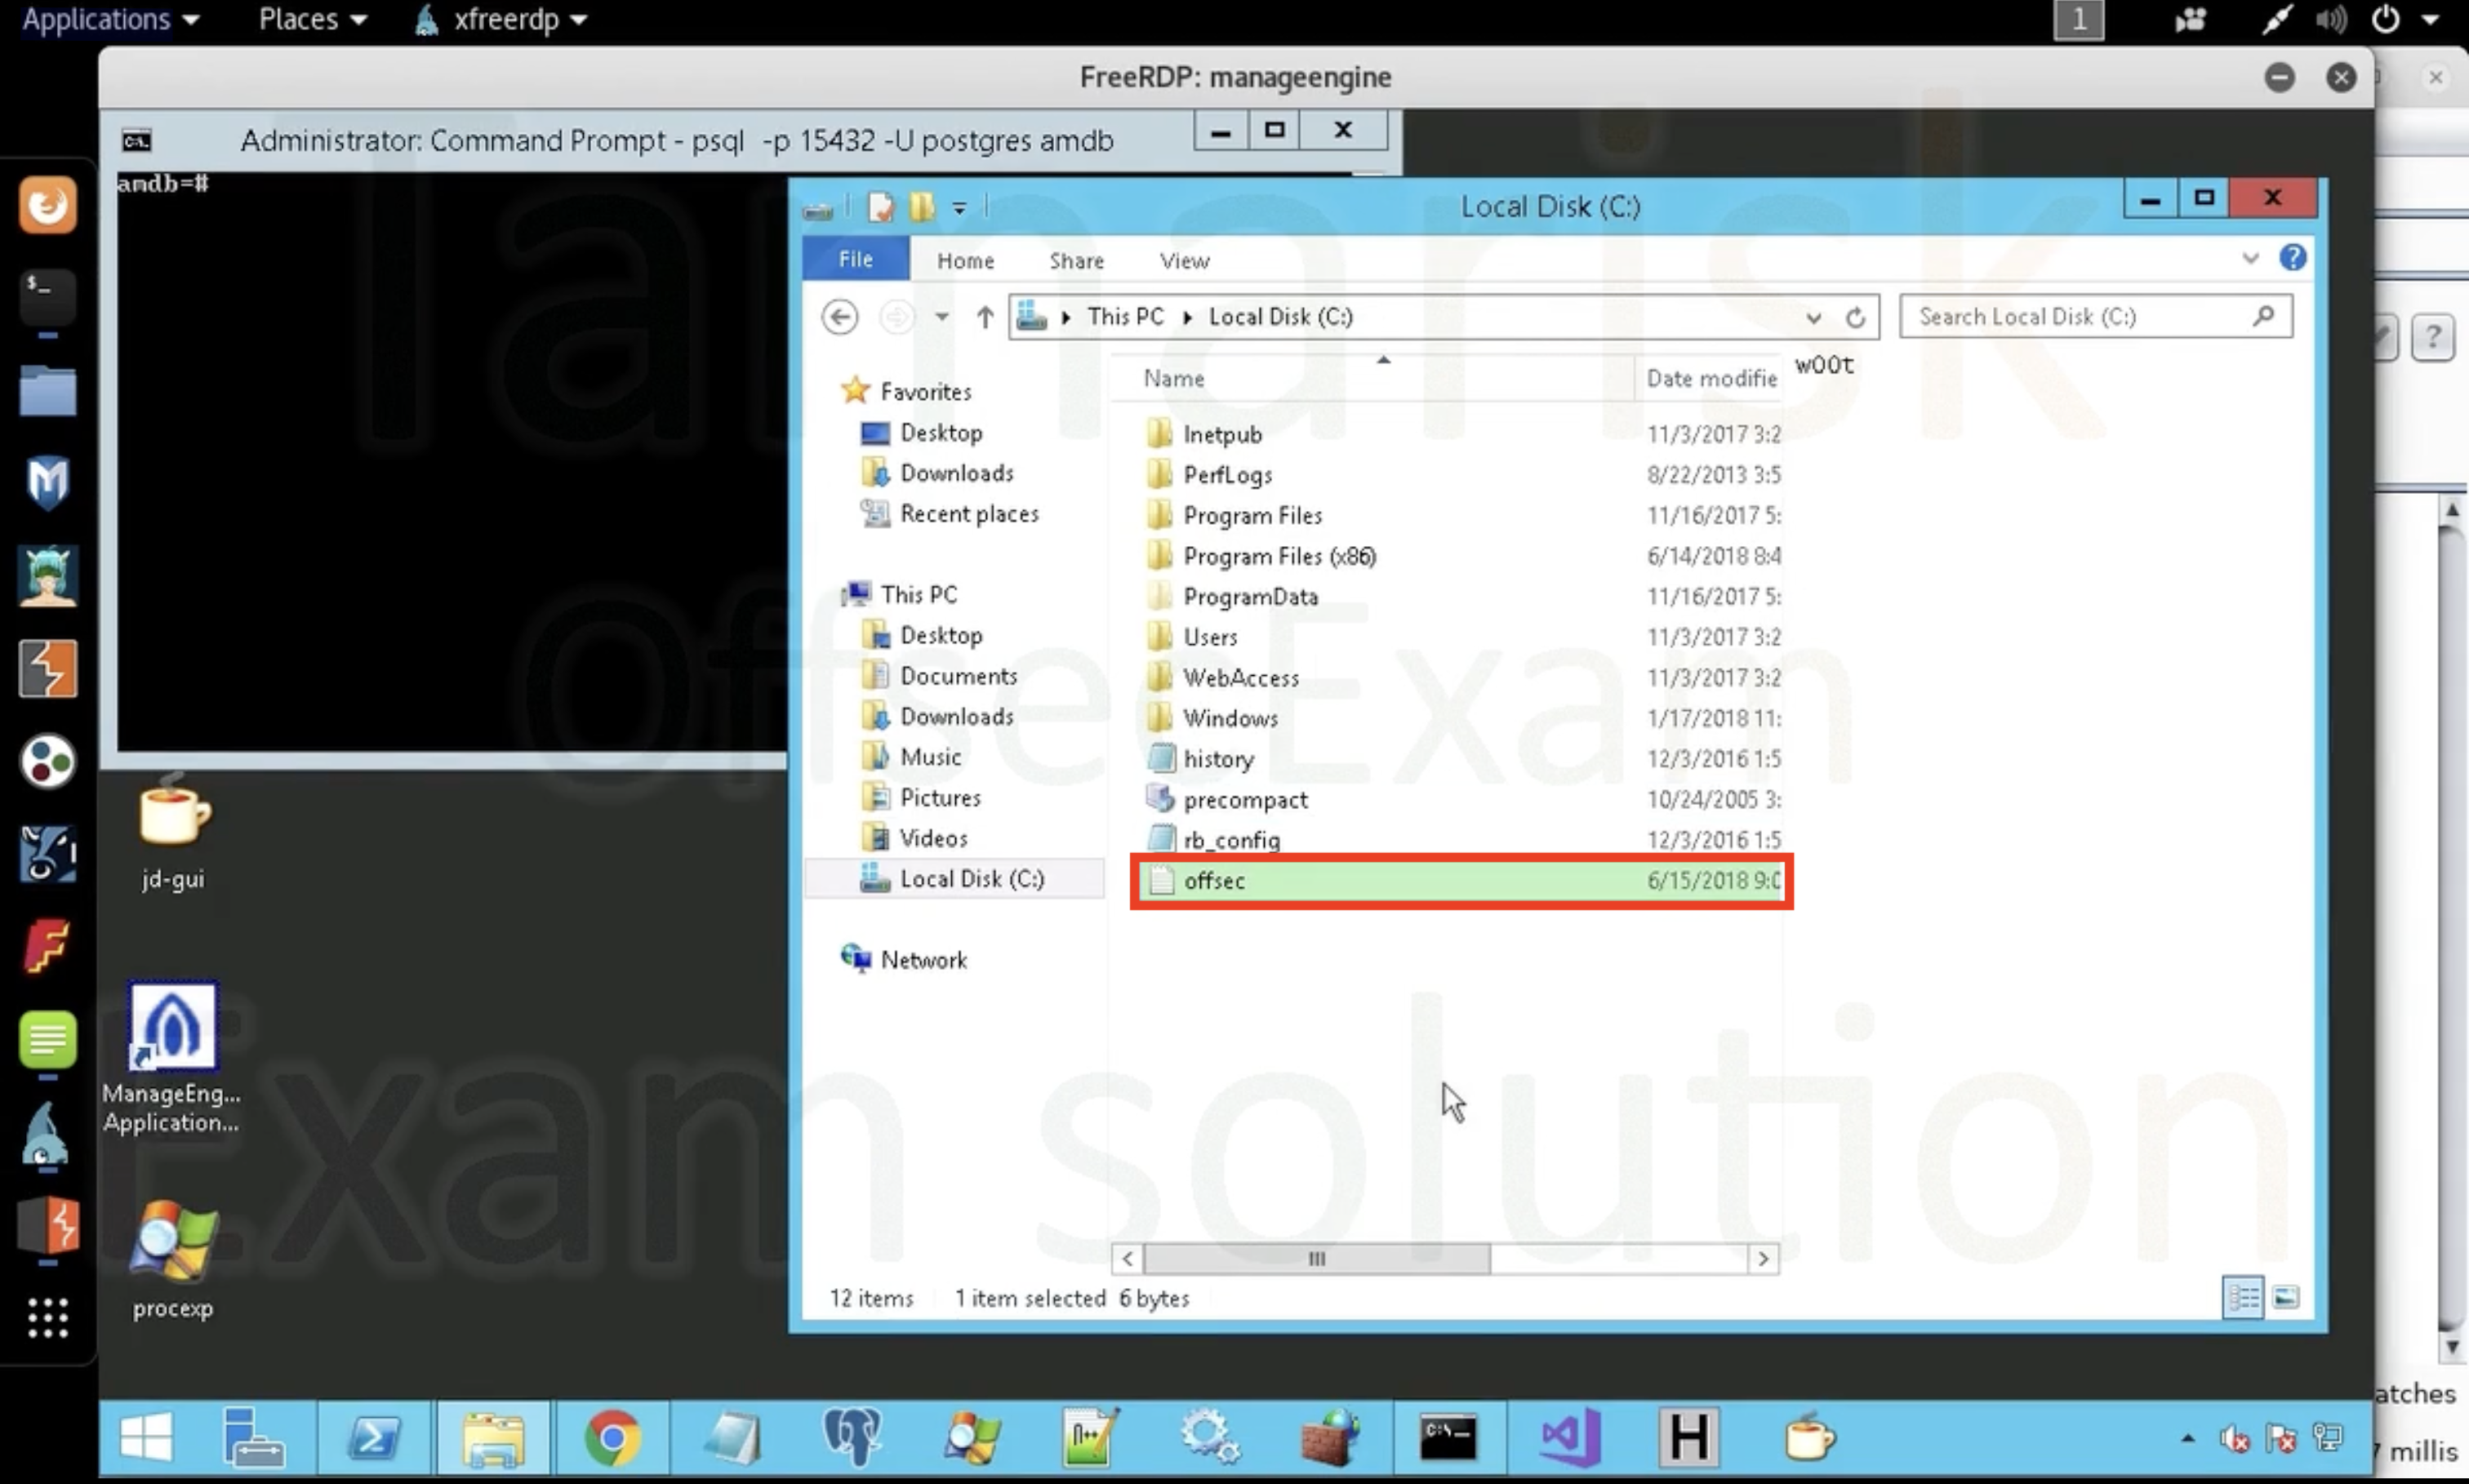 Applications Places xfreerdp 1
FreeRDP: manageengine
Administrator: Command Prompt - psql -p 15432 -U postgres amdb
amdb=#
Local Disk (C:)
File Home Share View
This PC Local Disk (C:) Search Local Disk (C:)
Name Date modifie w00t
Favorites
Desktop
Downloads
Recent places
This PC
Desktop
Documents
Downloads
Music
Pictures
Videos
Local Disk (C:)
Network
Inetpub 11/3/2017 3:2
PerfLogs 8/22/2013 3:5
Program Files 11/16/2017 5:
Program Files (x86) 6/14/2018 8:4
ProgramData 11/16/2017 5:
Users 11/3/2017 3:2
WebAccess 11/3/2017 3:2
Windows 1/17/2018 11:
history 12/3/2016 1:5
precompact 10/24/2005 3:
rb_config 12/3/2016 1:5
offsec 6/15/2018 9:0
12 items 1 item selected 6 bytes
jd-gui
ManageEng...
Application...
procexp
Tamarisk
OffsecExam
Exam solution
atches
7 millis